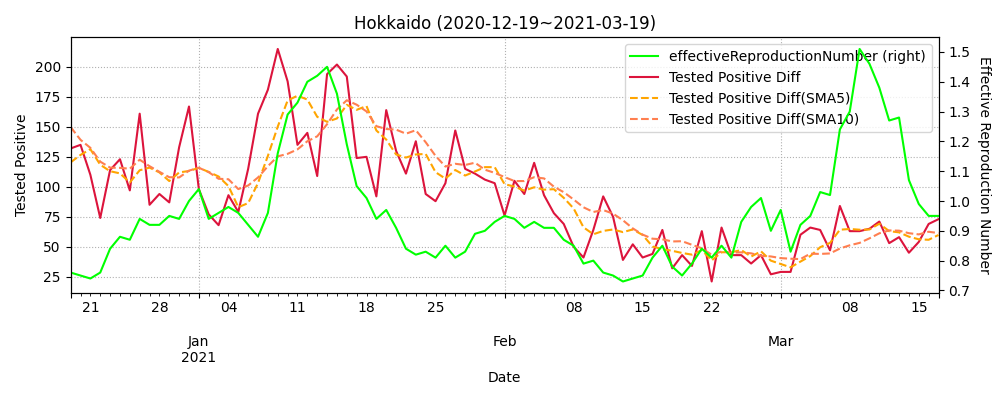 Hokkaido (2020-12-19~2021-03-19)
effectiveReproductionNumber (right)
Tested Positive Diff
Tested Positive Diff(SMA5)
Tested Positive Diff(SMA10)
Tested Positive
200
175
150
125
100
75
50
25
1.5
1.4
1.3
1.2
1.1
1.0
0.9
0.8
0.7
Effective Reproduction Number
21 28 04 11 18 25 08 15 22 08 15
Jan Feb Mar
2021
Date